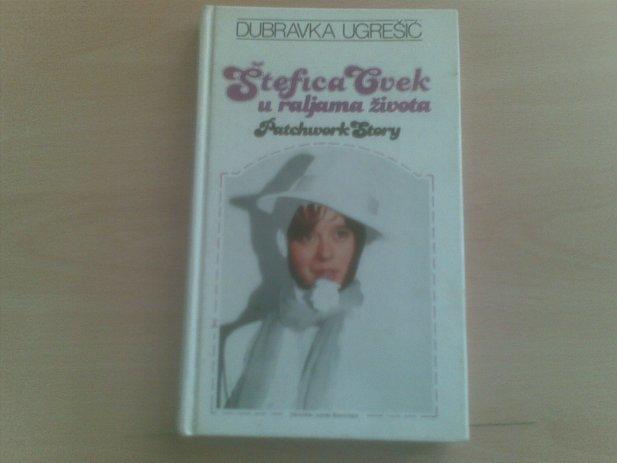 DUBRAVKA UGREŠIĆ
Štefica Cvek
u raljama života
Patchwork Story